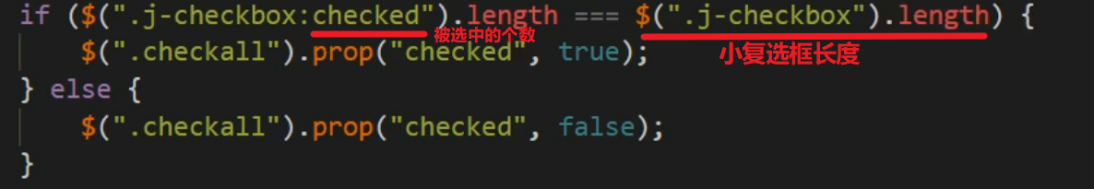 if ($(".j-checkbox:checked").length === $(".j-checkbox").length) {
被选中的个数
$(".checkall").prop("checked", true);
小复选框长度
} else {
$(".checkall").prop("checked", false);
}